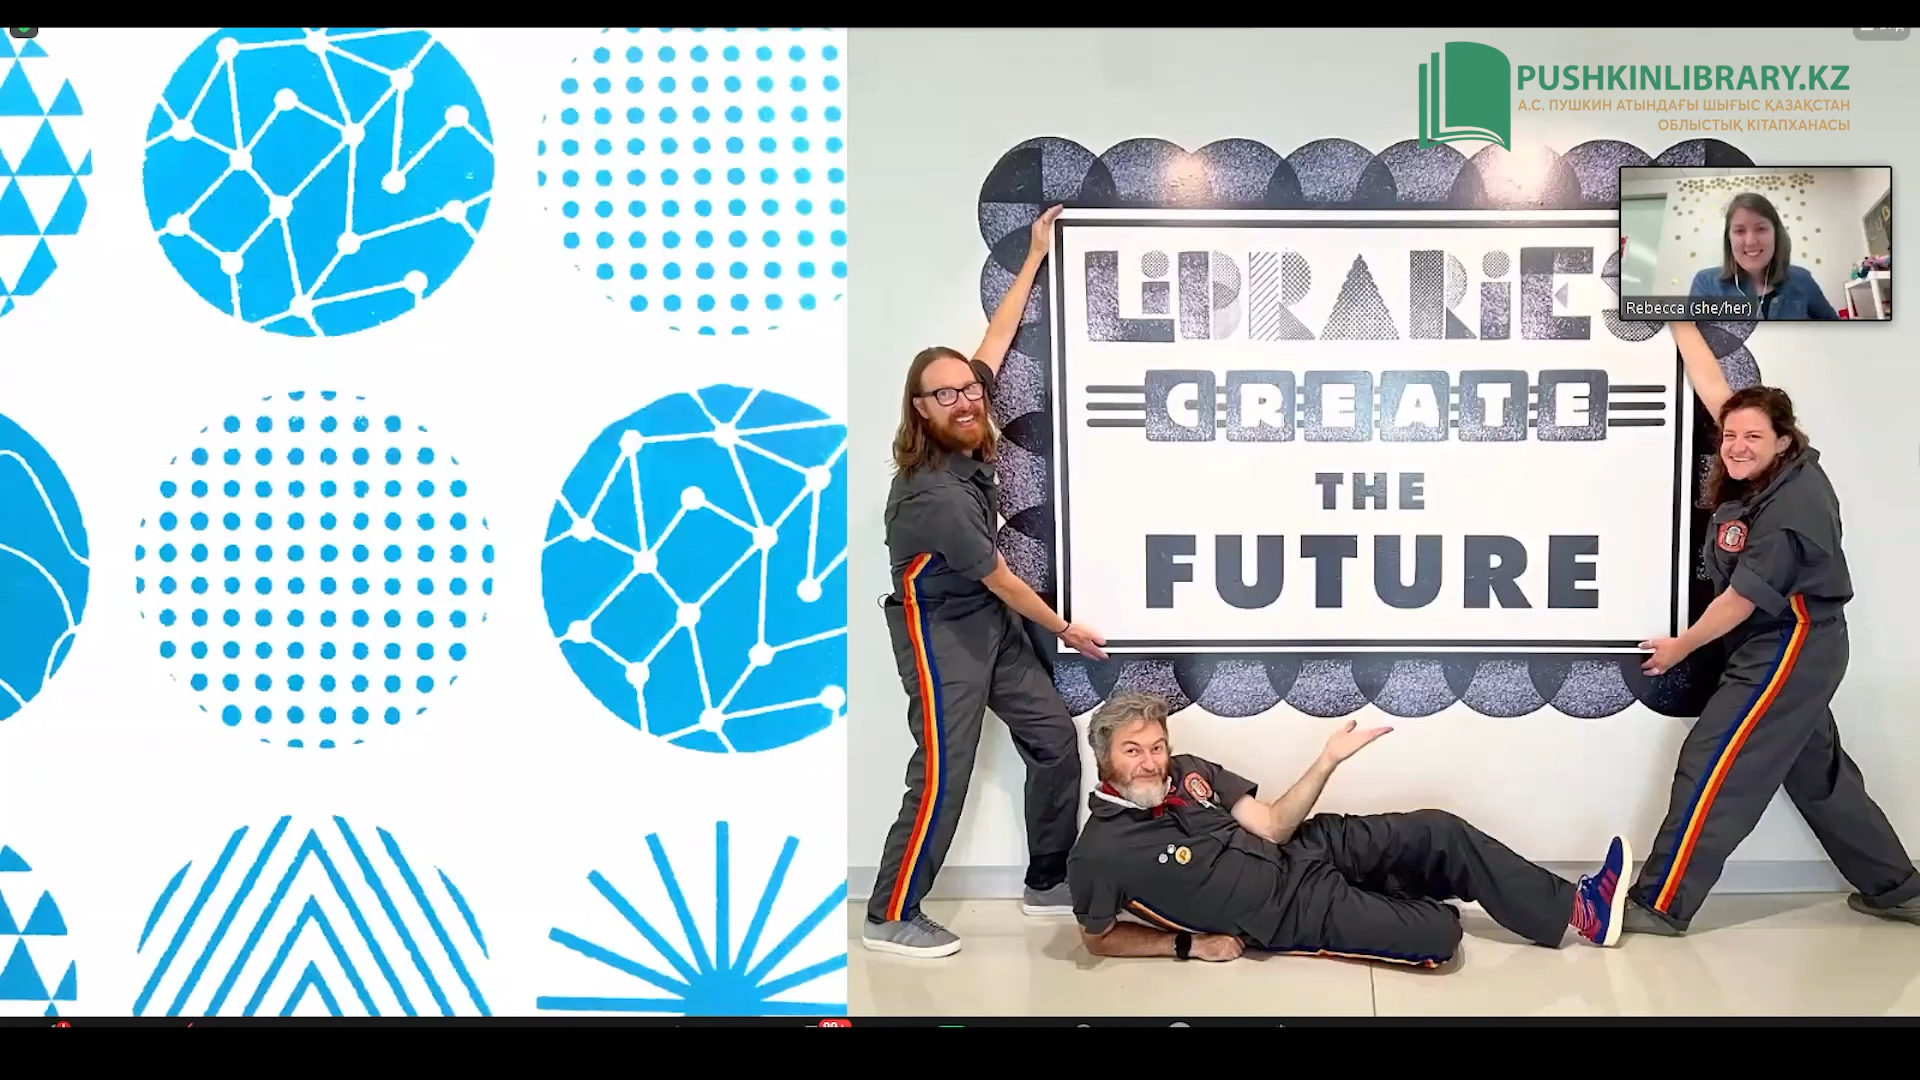 PUSHKINLIBRARY.KZ
А.С. ПУШКИН АТЫНДАҒЫ ШЫҒЫС ҚАЗАҚСТАН
ОБЛЫСТЫҚ КІТАПХАНАСЫ
Rebecca (she/her)
LiBRARiES
CREATE
THE
FUTURE